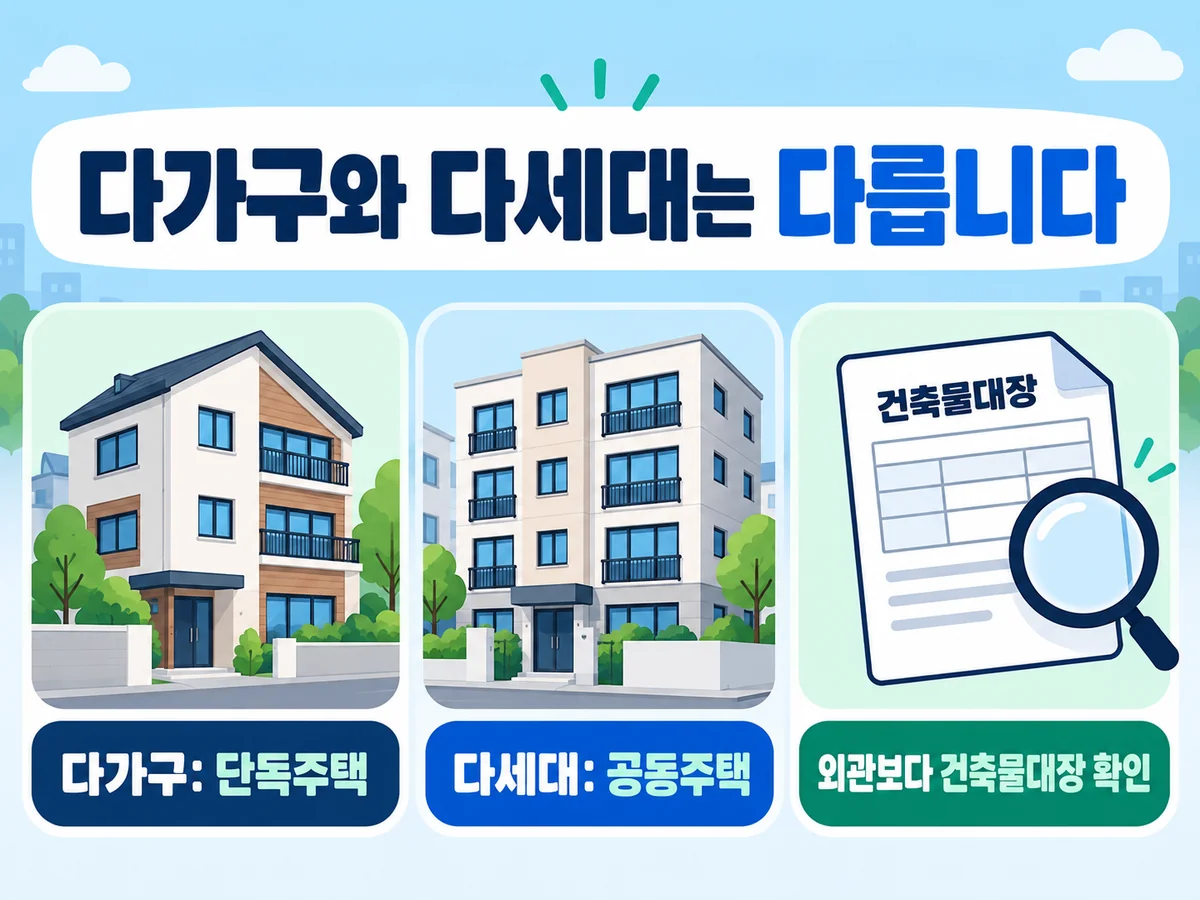 다가구와 다세대는 다릅니다
건축물대장
다가구: 단독주택
다세대: 공동주택
외관보다 건축물대장 확인